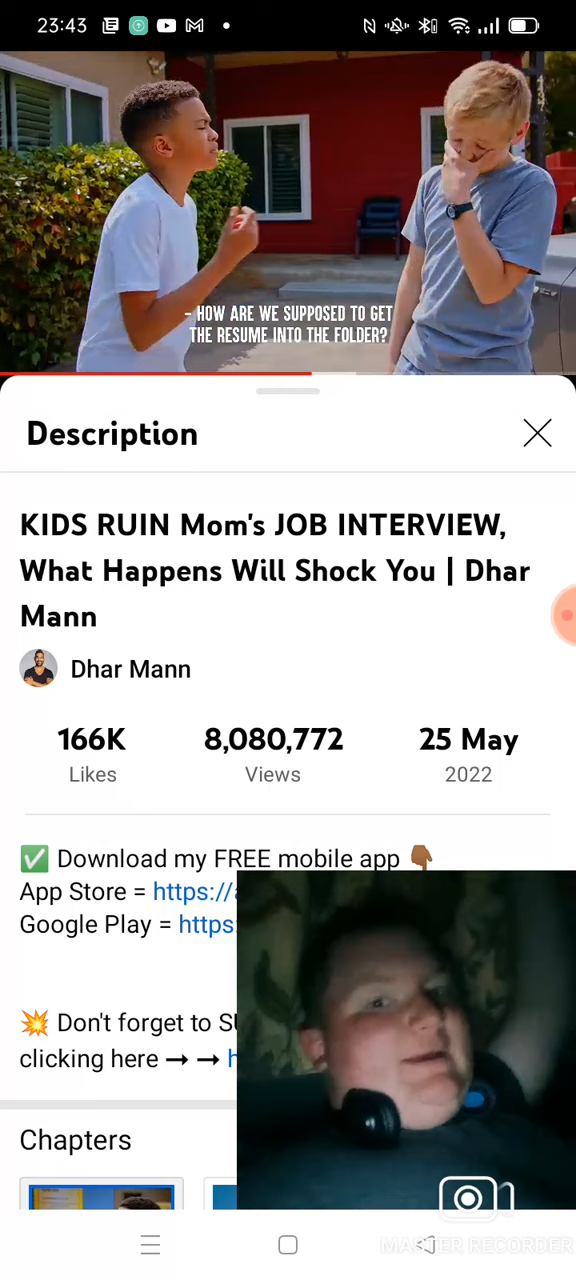 23:43
- HOW ARE WE SUPPOSED TO GET
THE RESUME INTO THE FOLDER?
Description
KIDS RUIN Mom's JOB INTERVIEW,
What Happens Will Shock You | Dhar
Mann
Dhar Mann
166K 8,080,772 25 May
Likes Views 2022
✅ Download my FREE mobile app 👇🏾
App Store = https://
Google Play = https:
💥 Don't forget to SU
clicking here ➞ ➞ h
Chapters
MASTER RECORDER